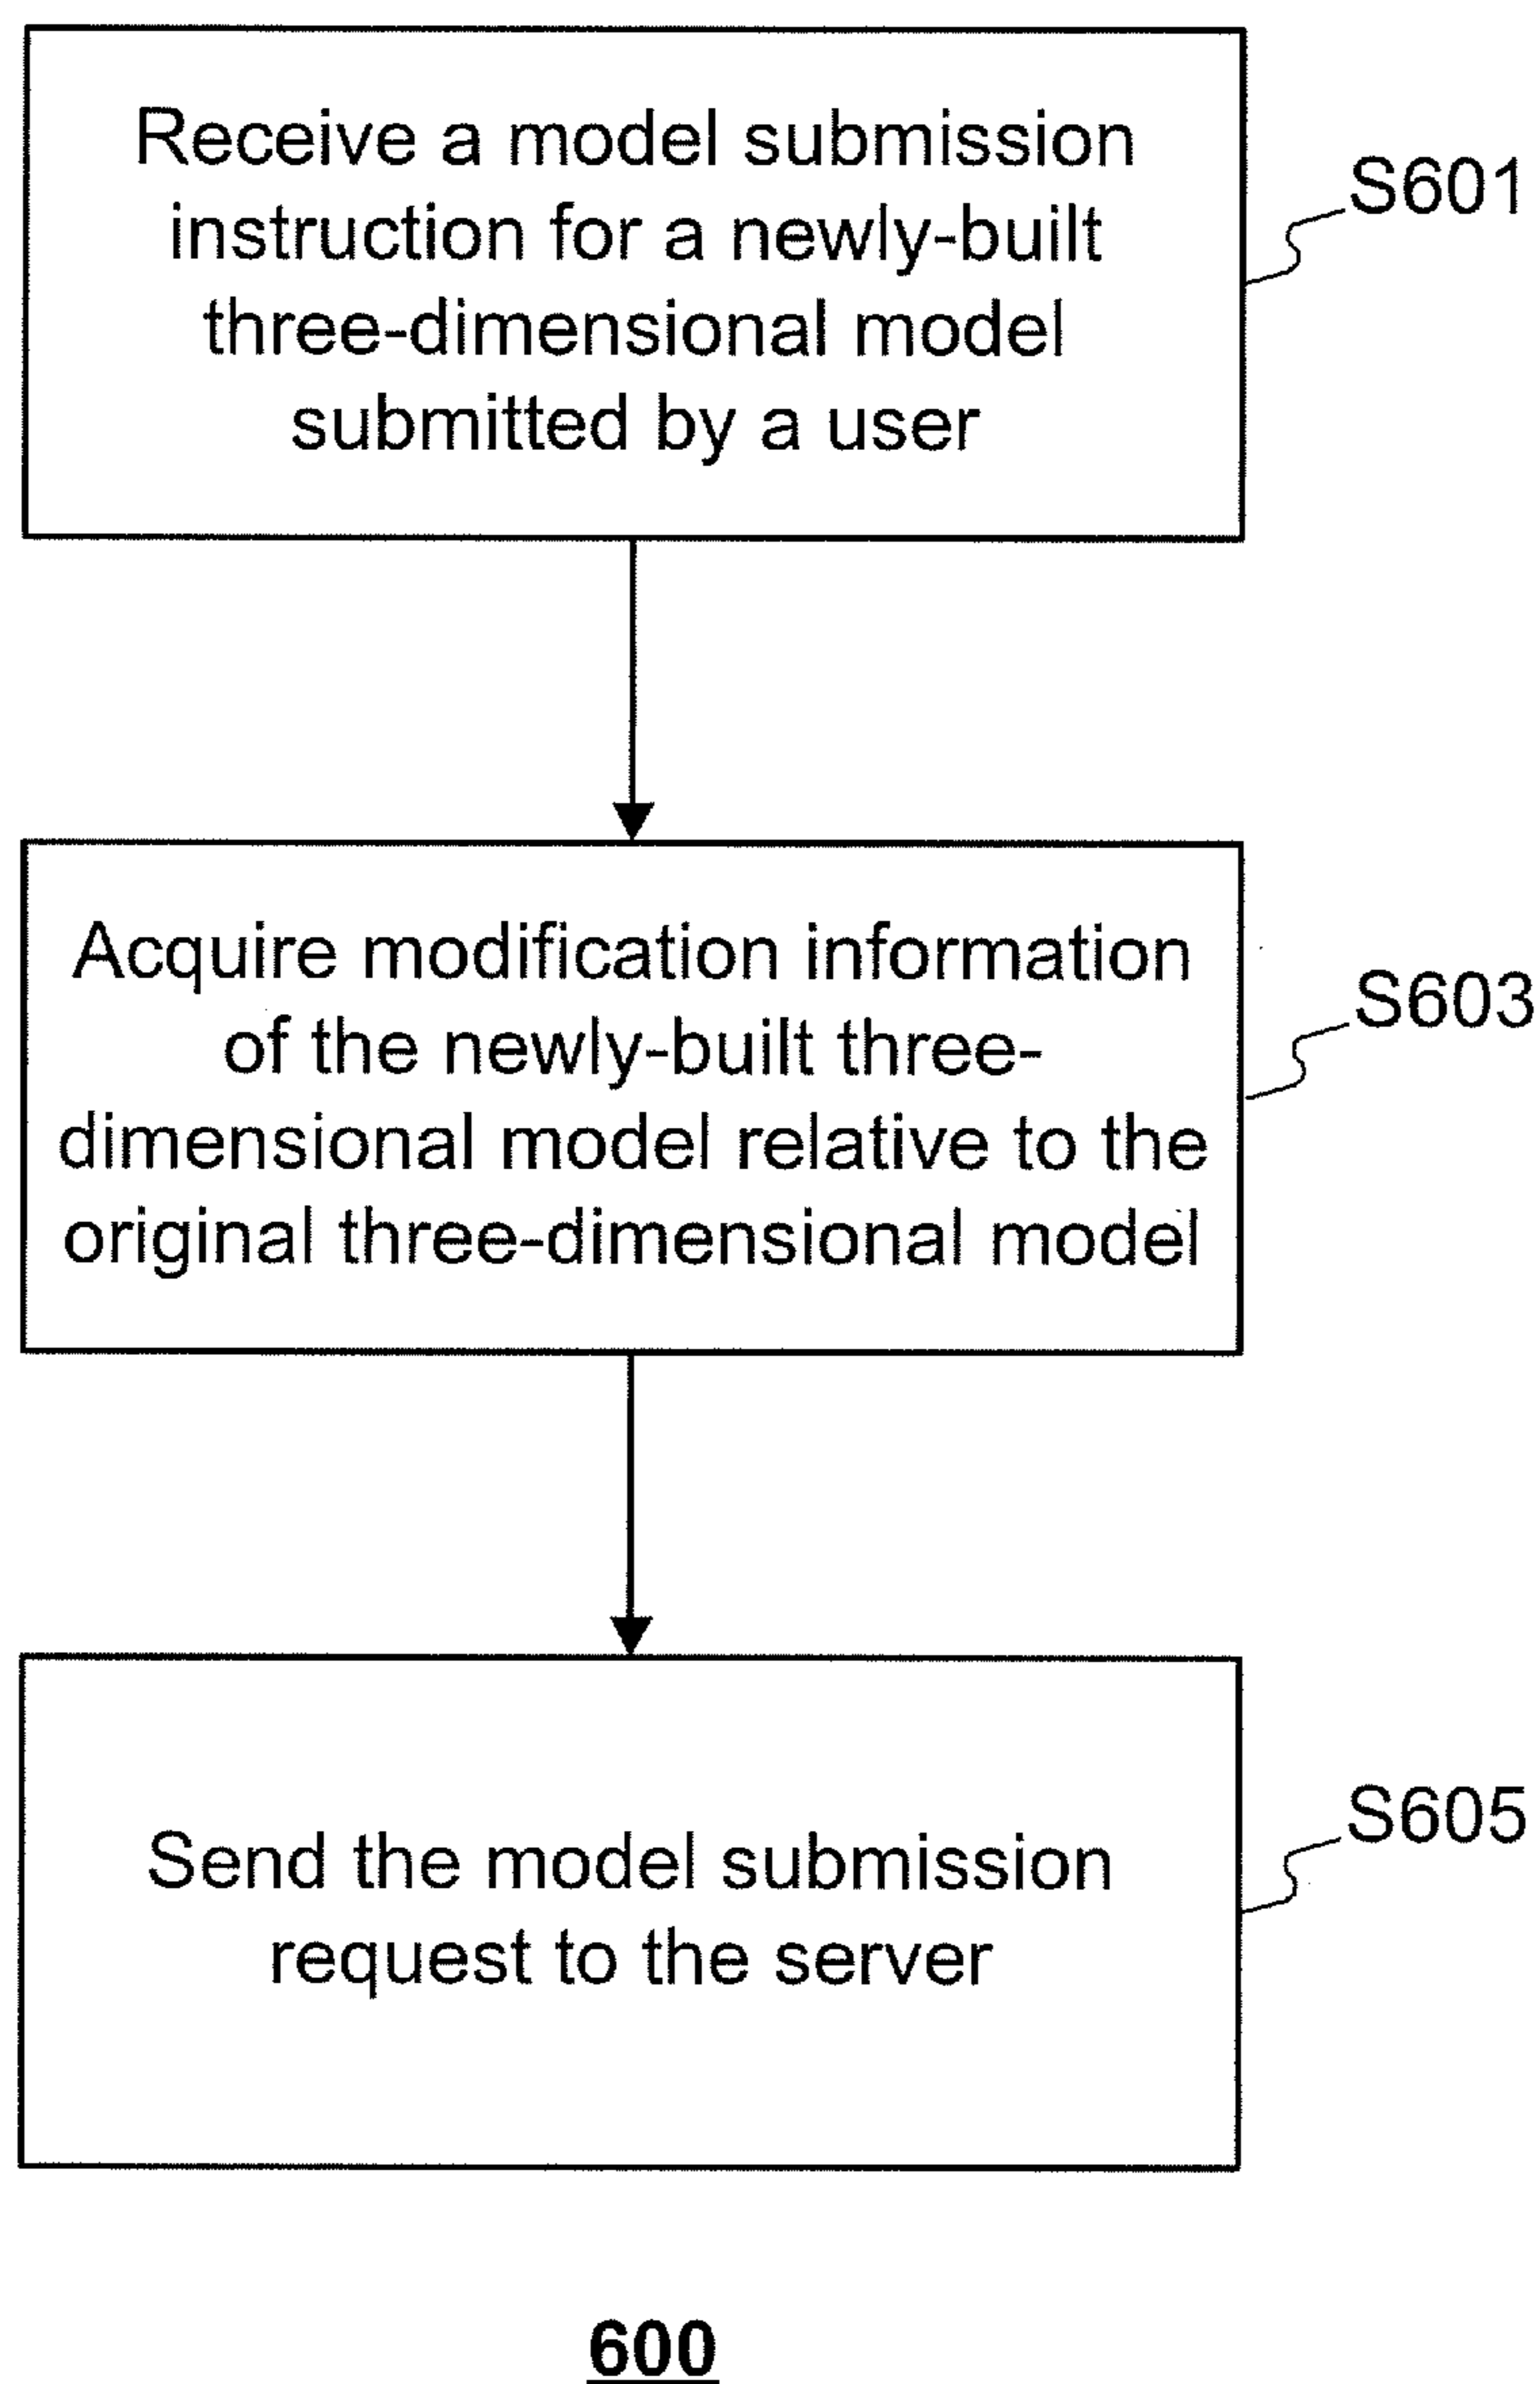 Receive a model submission
instruction for a newly-built
three-dimensional model
submitted by a user
S601
Acquire modification information
of the newly-built three-
dimensional model relative to the
original three-dimensional model
S603
Send the model submission
request to the server
S605
600